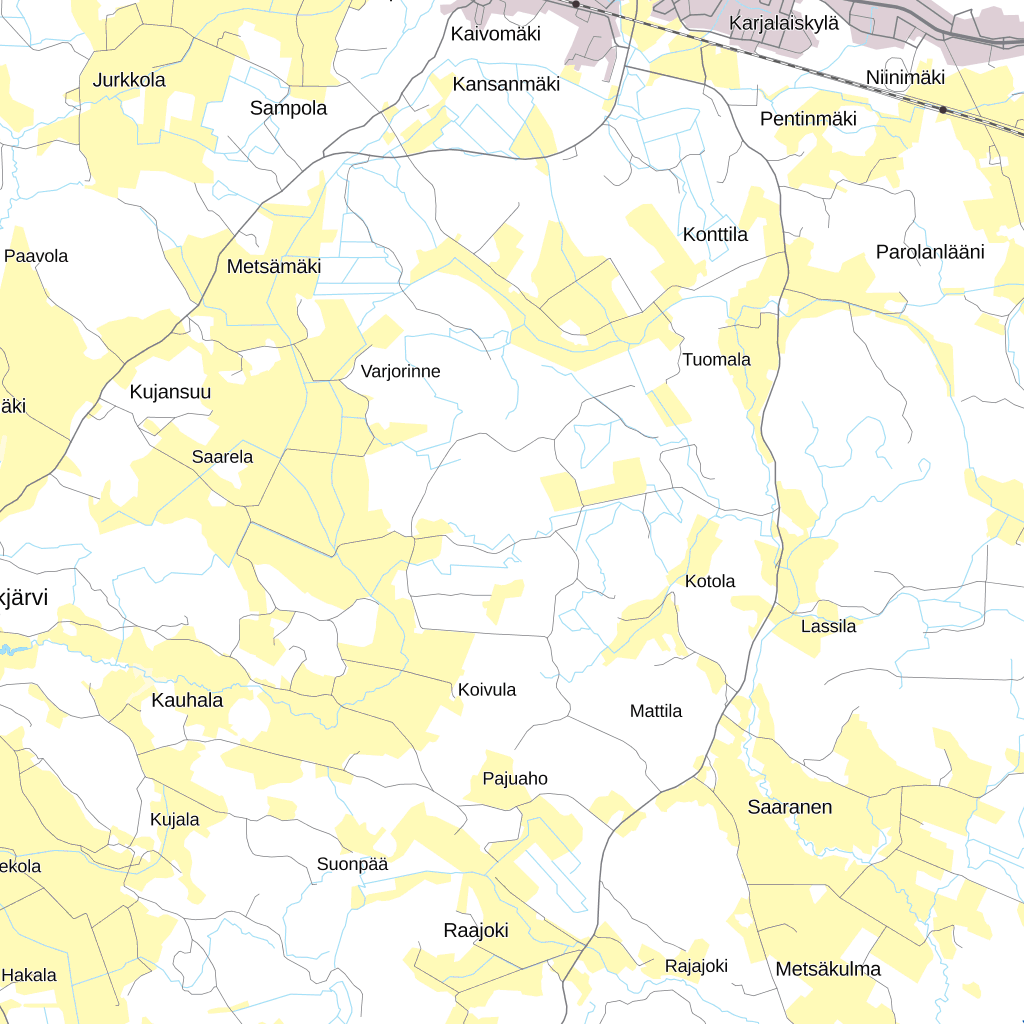 Karjalaiskylä
Kaivomäki
Niinimäki
Jurkkola
Kansanmäki
Sampola
Pentinmäki
Konttila
Paavola
Parolanlääni
Metsämäki
Tuomala
Varjorinne
Kujansuu
äki
Saarela
Kotola
kjärvi
Lassila
Koivula
Kauhala
Mattila
Pajuaho
Saaranen
Kujala
Suonpää
ekola
Raajoki
Rajajoki
Metsäkulma
Hakala